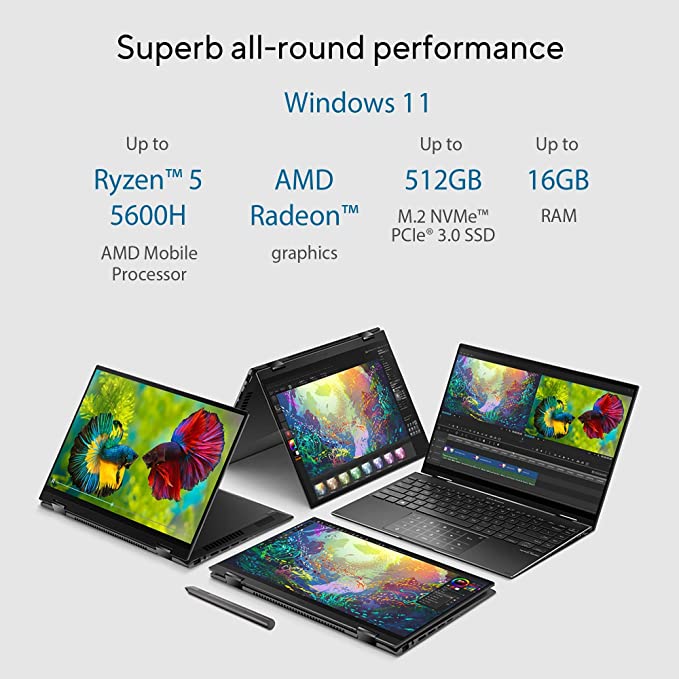 Superb all-round performance
Windows 11
Up to
Ryzen™ 5
5600H
AMD Mobile
Processor
AMD
Radeon™
graphics
Up to
512GB
M.2 NVMe™
PCIe® 3.0 SSD
Up to
16GB
RAM